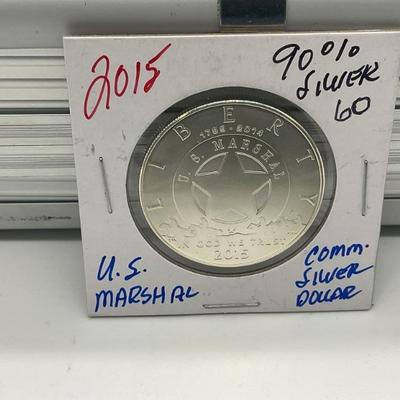 2015
90%
SILVER
60
LIBERTY
1789 · 2014
U.S. MARSHAL
IN GOD WE TRUST
2015
U.S.
MARSHAL
COMM.
SILVER
DOLLAR